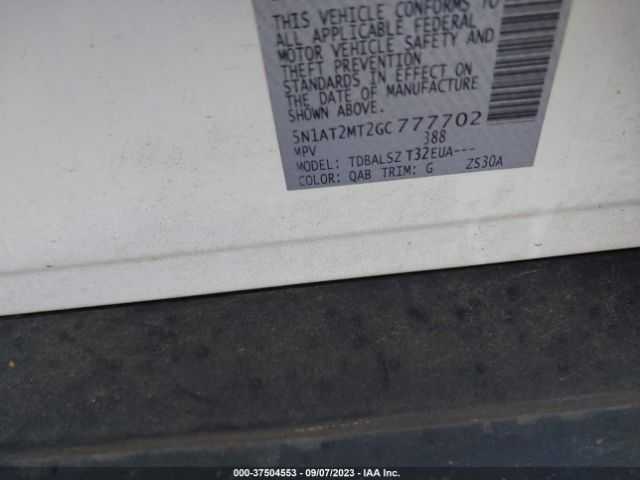 THIS VEHICLE CONFORMS TO
ALL APPLICABLE FEDERAL
MOTOR VEHICLE SAFETY AND
THEFT PREVENTION
STANDARDS IN EFFECT ON
THE DATE OF MANUFACTURE
SHOWN ABOVE.
5N1AT2MT2GC777702
MPV 388
MODEL: TDBALSZ T32EUA---
COLOR: QAB TRIM: G ZS30A
000-37504553 - 09/07/2023 - IAA Inc.